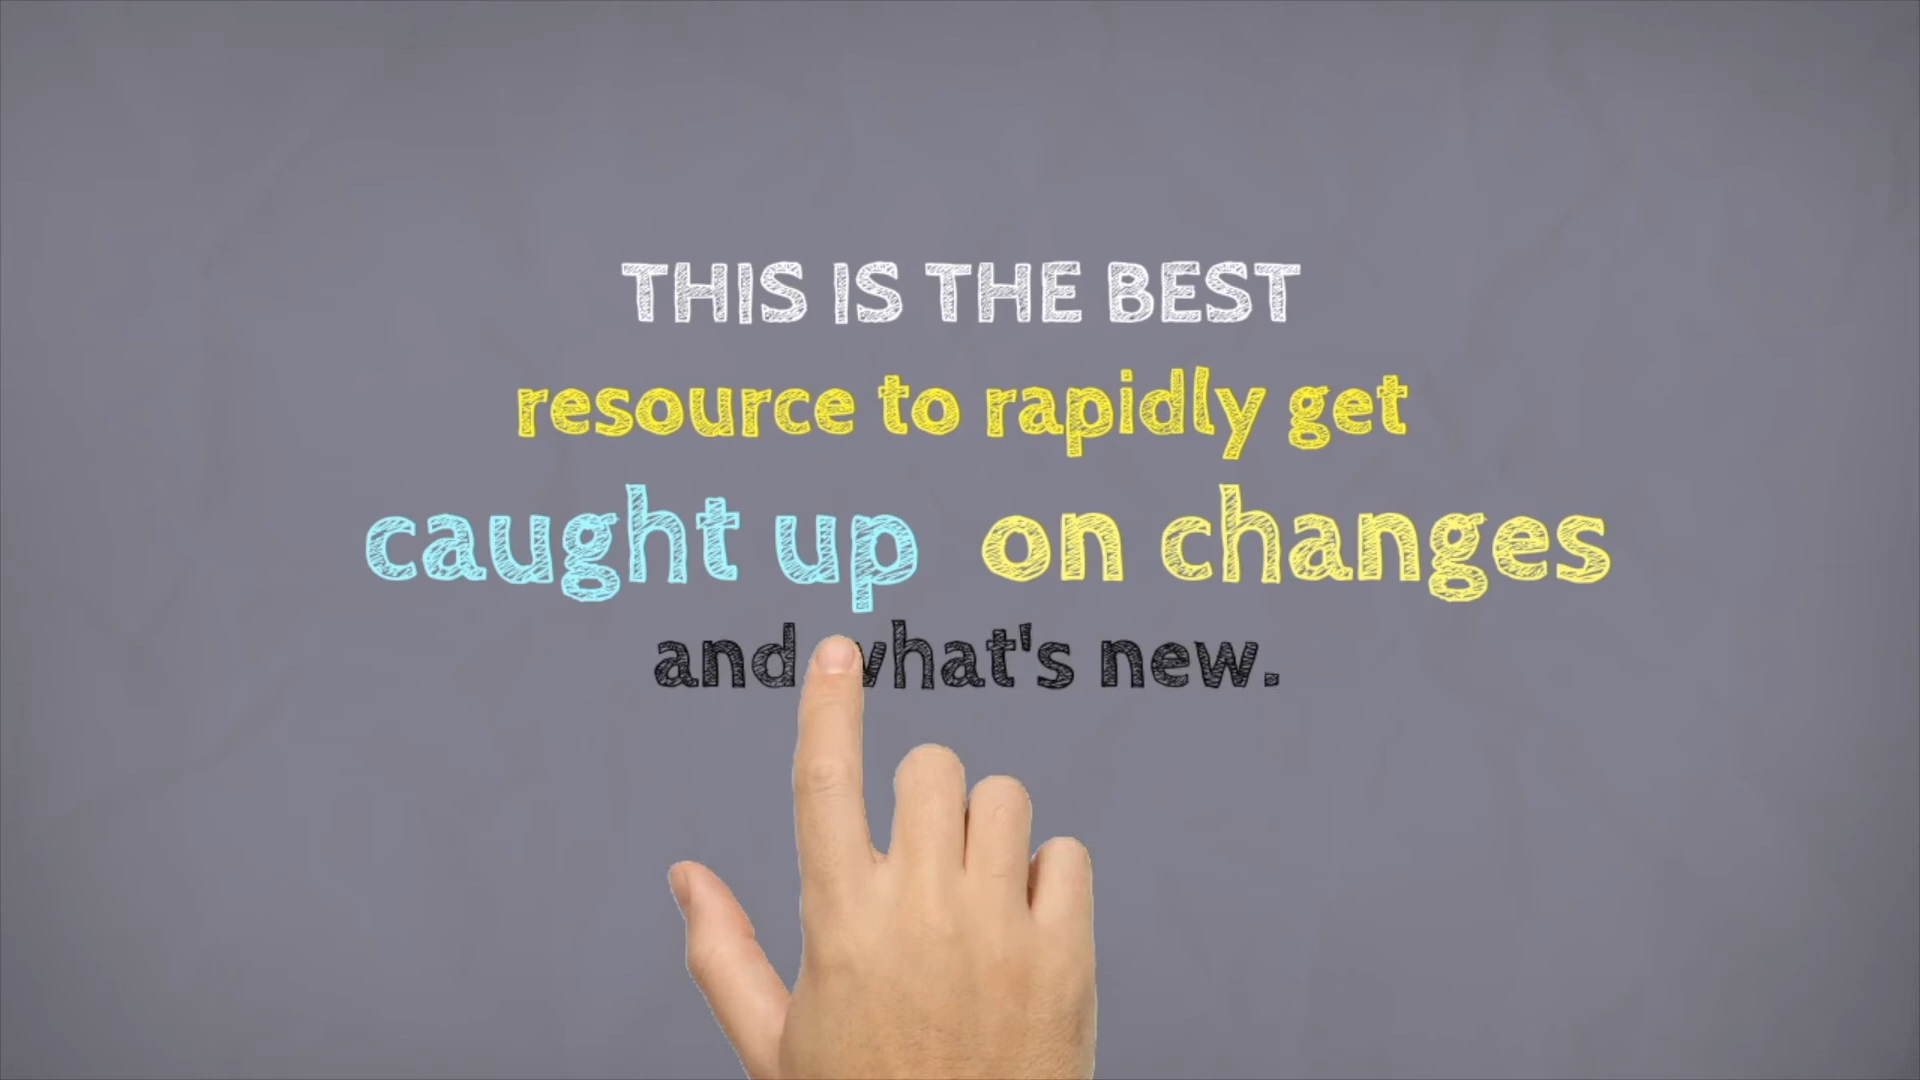 THIS IS THE BEST
resource to rapidly get
caught up on changes
and what's new.